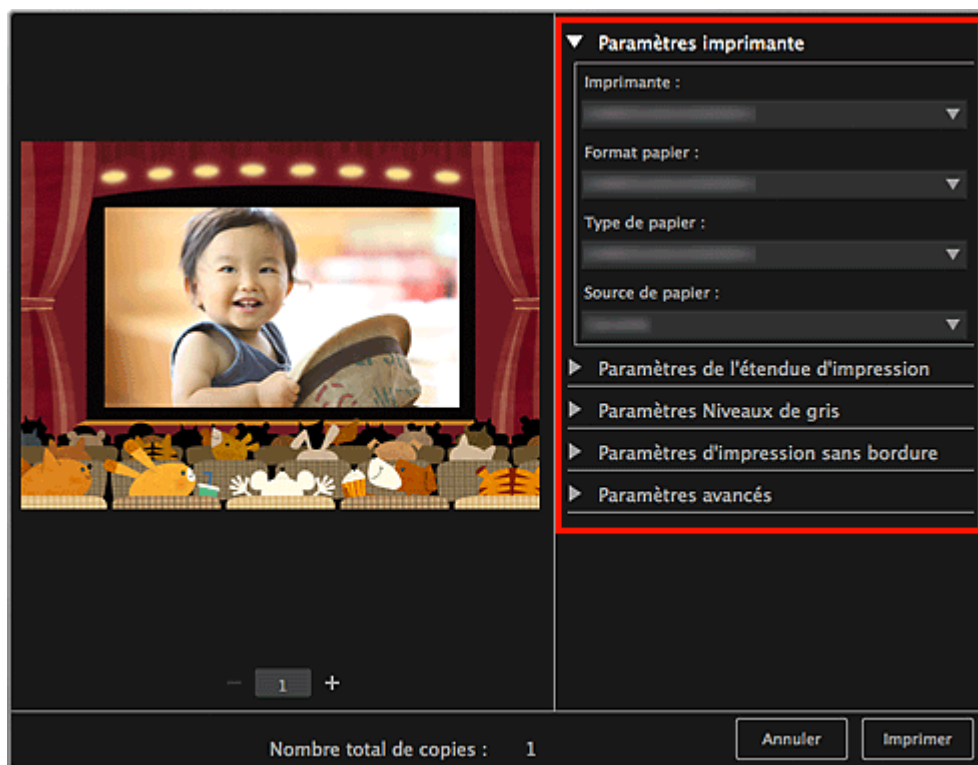 Paramètres imprimante
Imprimante :
Format papier :
Type de papier :
Source de papier :
Paramètres de l'étendue d'impression
Paramètres Niveaux de gris
Paramètres d'impression sans bordure
Paramètres avancés
1
Nombre total de copies : 1
Annuler
Imprimer